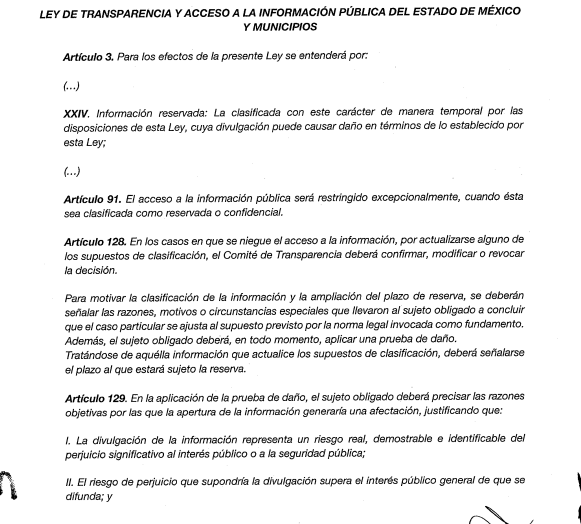 LEY DE TRANSPARENCIA Y ACCESO A LA INFORMACIÓN PÚBLICA DEL ESTADO DE MÉXICO
Y MUNICIPIOS
Artículo 3. Para los efectos de la presente Ley se entenderá por:
(...)
XXIV. Información reservada: La clasificada con este carácter de manera temporal por las
disposiciones de esta Ley, cuya divulgación puede causar daño en términos de lo establecido por
esta Ley;
(...)
Artículo 91. El acceso a la información pública será restringido excepcionalmente, cuando ésta
sea clasificada como reservada o confidencial.
Artículo 128. En los casos en que se niegue el acceso a la información, por actualizarse alguno de
los supuestos de clasificación, el Comité de Transparencia deberá confirmar, modificar o revocar
la decisión.
Para motivar la clasificación de la información y la ampliación del plazo de reserva, se deberán
señalar las razones, motivos o circunstancias especiales que llevaron al sujeto obligado a concluir
que el caso particular se ajusta al supuesto previsto por la norma legal invocada como fundamento.
Además, el sujeto obligado deberá, en todo momento, aplicar una prueba de daño.
Tratándose de aquélla información que actualice los supuestos de clasificación, deberá señalarse
el plazo al que estará sujeto la reserva.
Artículo 129. En la aplicación de la prueba de daño, el sujeto obligado deberá precisar las razones
objetivas por las que la apertura de la información generaría una afectación, justificando que:
I. La divulgación de la información representa un riesgo real, demostrable e identificable del
perjuicio significativo al interés público o a la seguridad pública;
II. El riesgo de perjuicio que supondría la divulgación supera el interés público general de que se
difunda; y